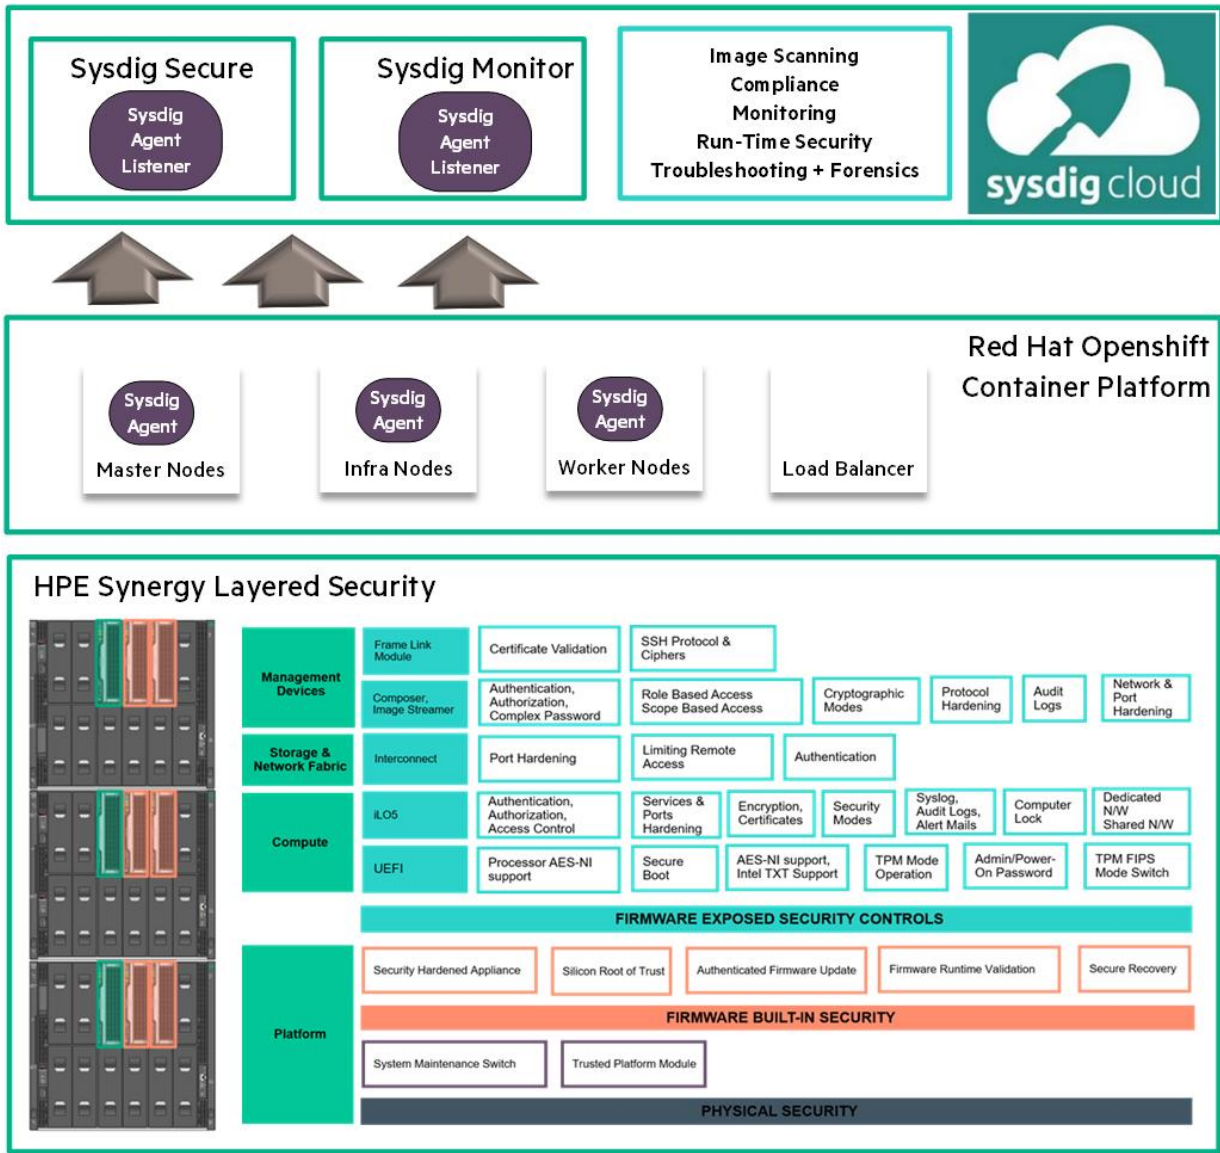 Sysdig Secure
Sysdig
Agent
Listener
Sysdig Monitor
Sysdig
Agent
Listener
Image Scanning
Compliance
Monitoring
Run-Time Security
Troubleshooting + Forensics
sysdig cloud
Red Hat Openshift
Container Platform
Sysdig
Agent
Master Nodes
Sysdig
Agent
Infra Nodes
Sysdig
Agent
Worker Nodes
Load Balancer
HPE Synergy Layered Security
Management
Devices
Frame Link
Module
Certificate Validation
SSH Protocol &
Ciphers
Composer,
Image Streamer
Authentication,
Authorization,
Complex Password
Role Based Access
Scope Based Access
Cryptographic
Modes
Protocol
Hardening
Audit
Logs
Network &
Port
Hardening
Storage &
Network Fabric
Interconnect
Port Hardening
Limiting Remote
Access
Authentication
Compute
iLO5
Authentication,
Authorization,
Access Control
Services &
Ports
Hardening
Encryption,
Certificates
Security
Modes
Syslog,
Audit Logs,
Alert Mails
Computer
Lock
Dedicated
N/W
Shared N/W
UEFI
Processor AES-NI
support
Secure
Boot
AES-NI support,
Intel TXT Support
TPM Mode
Operation
Admin/Power-
On Password
TPM FIPS
Mode Switch
FIRMWARE EXPOSED SECURITY CONTROLS
Platform
Security Hardened Appliance
Silicon Root of Trust
Authenticated Firmware Update
Firmware Runtime Validation
Secure Recovery
FIRMWARE BUILT-IN SECURITY
System Maintenance Switch
Trusted Platform Module
PHYSICAL SECURITY